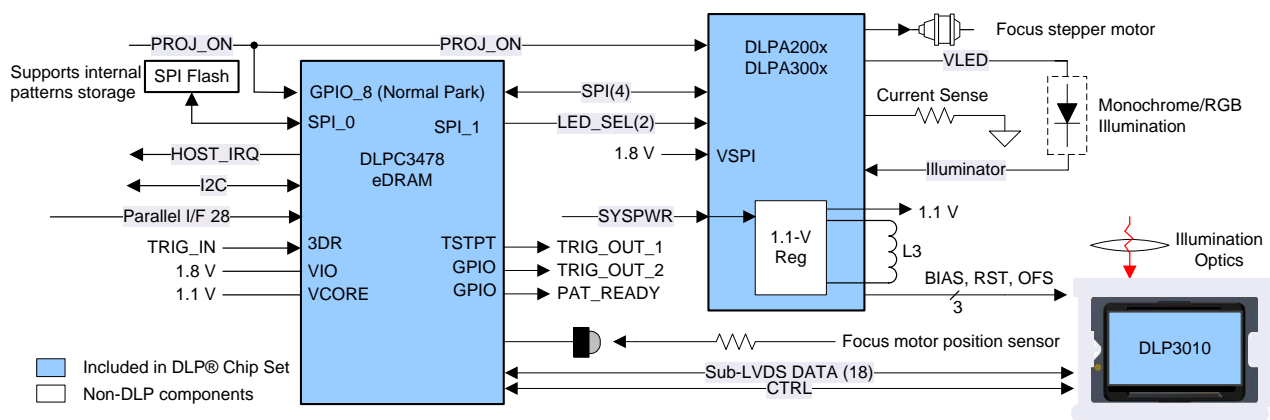 PROJ_ON
PROJ_ON
DLPA200x
DLPA300x
Focus stepper motor
VLED
Supports internal
patterns storage
SPI Flash
GPIO_8 (Normal Park)
SPI(4)
Current Sense
Monochrome/RGB
Illumination
SPI_0
SPI_1
LED_SEL(2)
HOST_IRQ
DLPC3478
eDRAM
1.8 V
VSPI
Illuminator
I2C
Parallel I/F 28
SYSPWR
1.1 V
1.1-V
Reg
L3
Illumination
Optics
TRIG_IN
3DR
TSTPT
TRIG_OUT_1
1.8 V
VIO
GPIO
TRIG_OUT_2
1.1 V
VCORE
GPIO
PAT_READY
BIAS, RST, OFS
3
Focus motor position sensor
DLP3010
Included in DLP® Chip Set
Non-DLP components
Sub-LVDS DATA (18)
CTRL